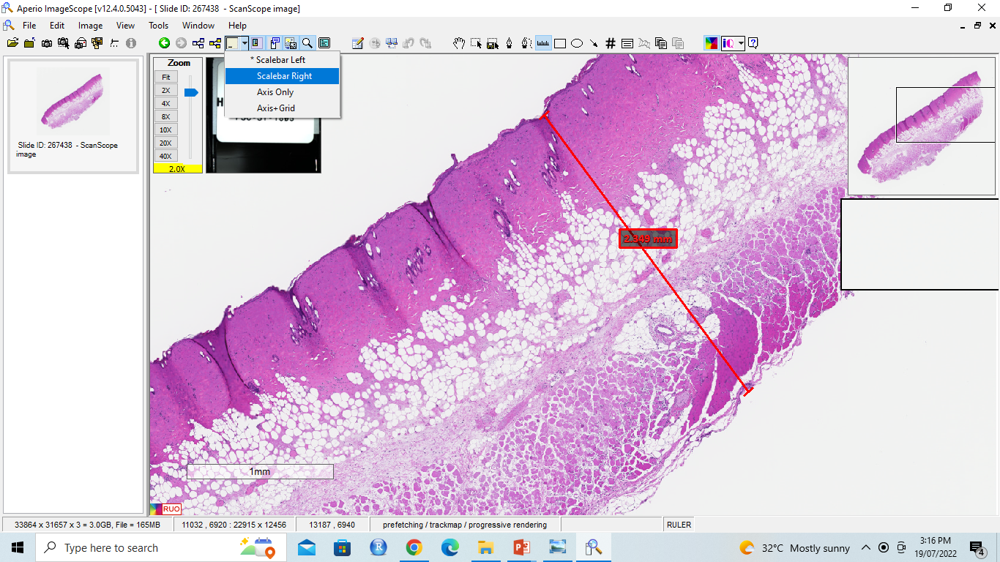 Aperio ImageScope [v12.4.0.5043] - [ Slide ID: 267438  - ScanScope image]
File Edit Image View Tools Window Help
Zoom
Fit
2X
4X
8X
10X
20X
40X
2.0X
* Scalebar Left
Scalebar Right
Axis Only
Axis+Grid
H
Slide ID: 267438  - ScanScope
image
2.349 mm
1mm
RUO
33864 x 31657 x 3 = 3.0GB, File = 165MB
11032 , 6920 : 22915 x 12456
13187 , 6940
prefetching / trackmap / progressive rendering
RULER
Type here to search
32°C Mostly sunny
3:16 PM
19/07/2022
4